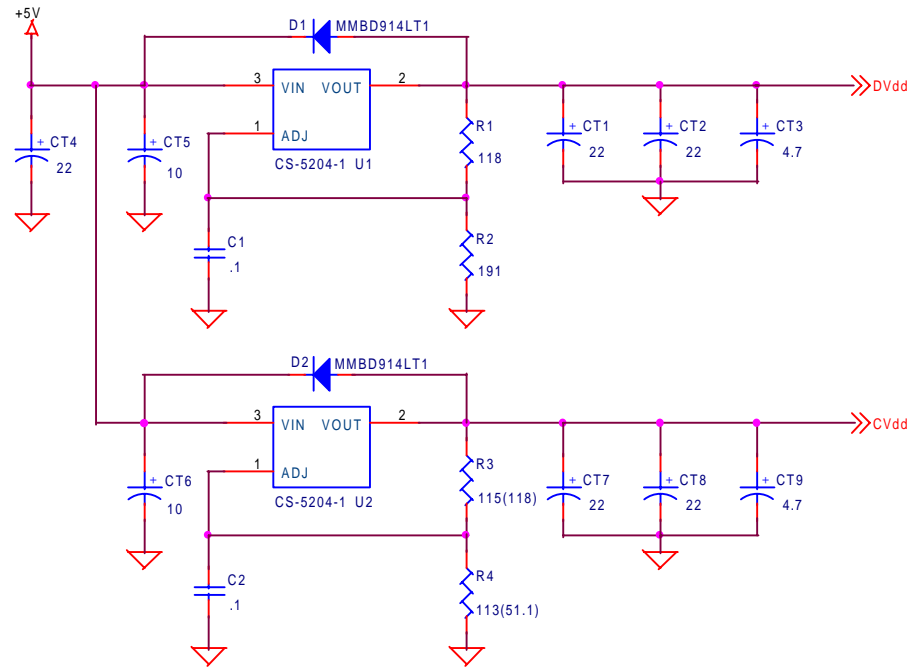 +5V
D1 MMBD914LT1
3 VIN VOUT 2
DVdd
1 ADJ
CS-5204-1 U1
+ CT4
22
+ CT5
10
R1
118
+ CT1
22
+ CT2
22
+ CT3
4.7
C1
.1
R2
191
D2 MMBD914LT1
3 VIN VOUT 2
CVdd
1 ADJ
CS-5204-1 U2
+ CT6
10
R3
115(118)
+ CT7
22
+ CT8
22
+ CT9
4.7
C2
.1
R4
113(51.1)